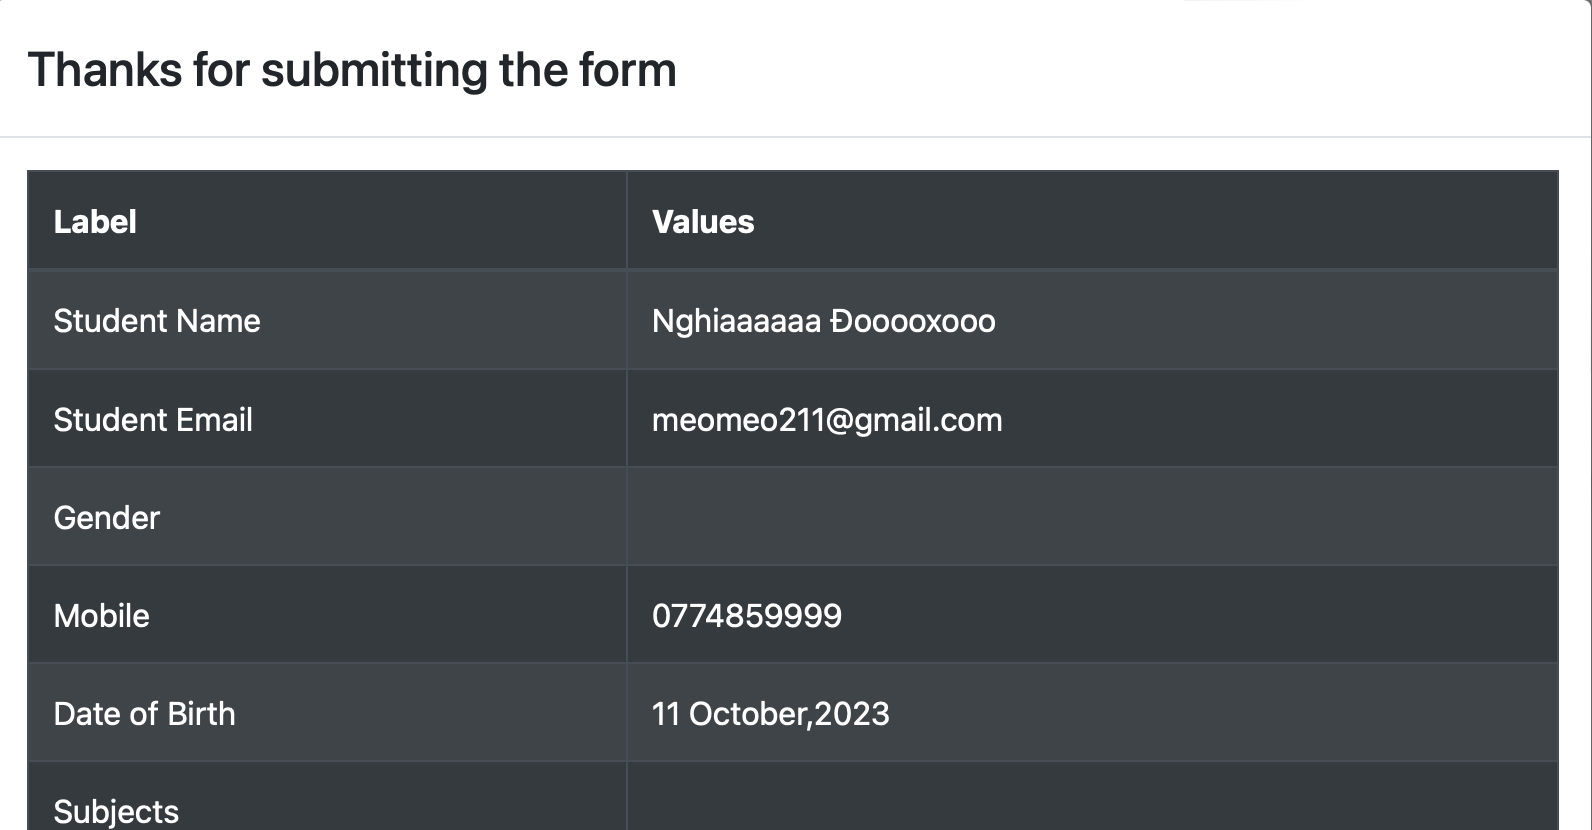 Thanks for submitting the form
Label Values
Student Name Nghiaaaaaa Đooooxooo
Student Email meomeo211@gmail.com
Gender
Mobile 0774859999
Date of Birth 11 October,2023
Subjects